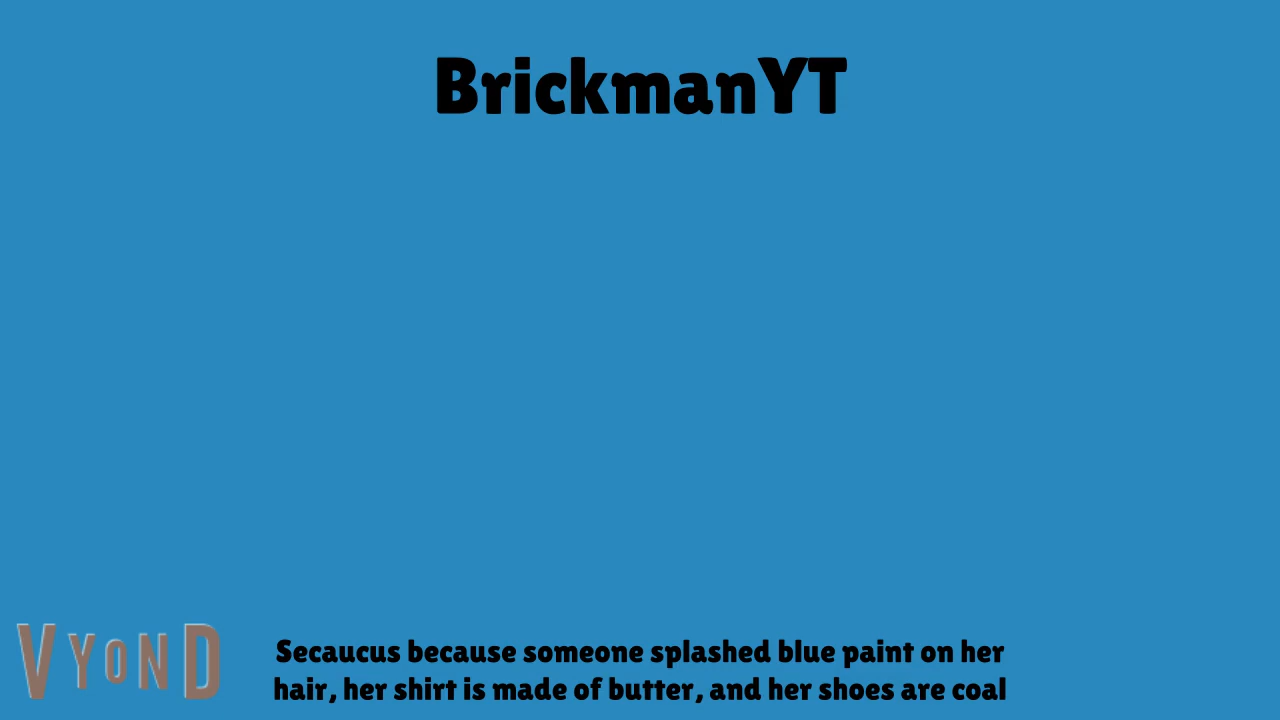 BrickmanYT
VYOND
Secaucus because someone splashed blue paint on her
hair, her shirt is made of butter, and her shoes are coal